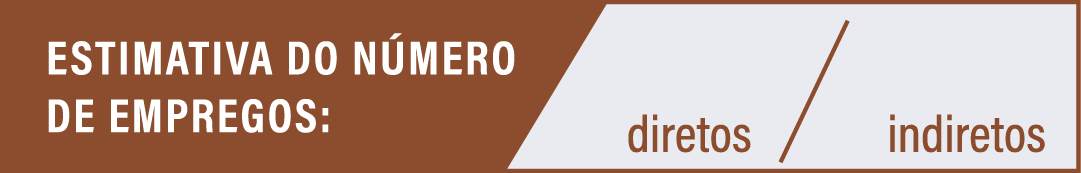 ESTIMATIVA DO NÚMERO
DE EMPREGOS:
diretos / indiretos